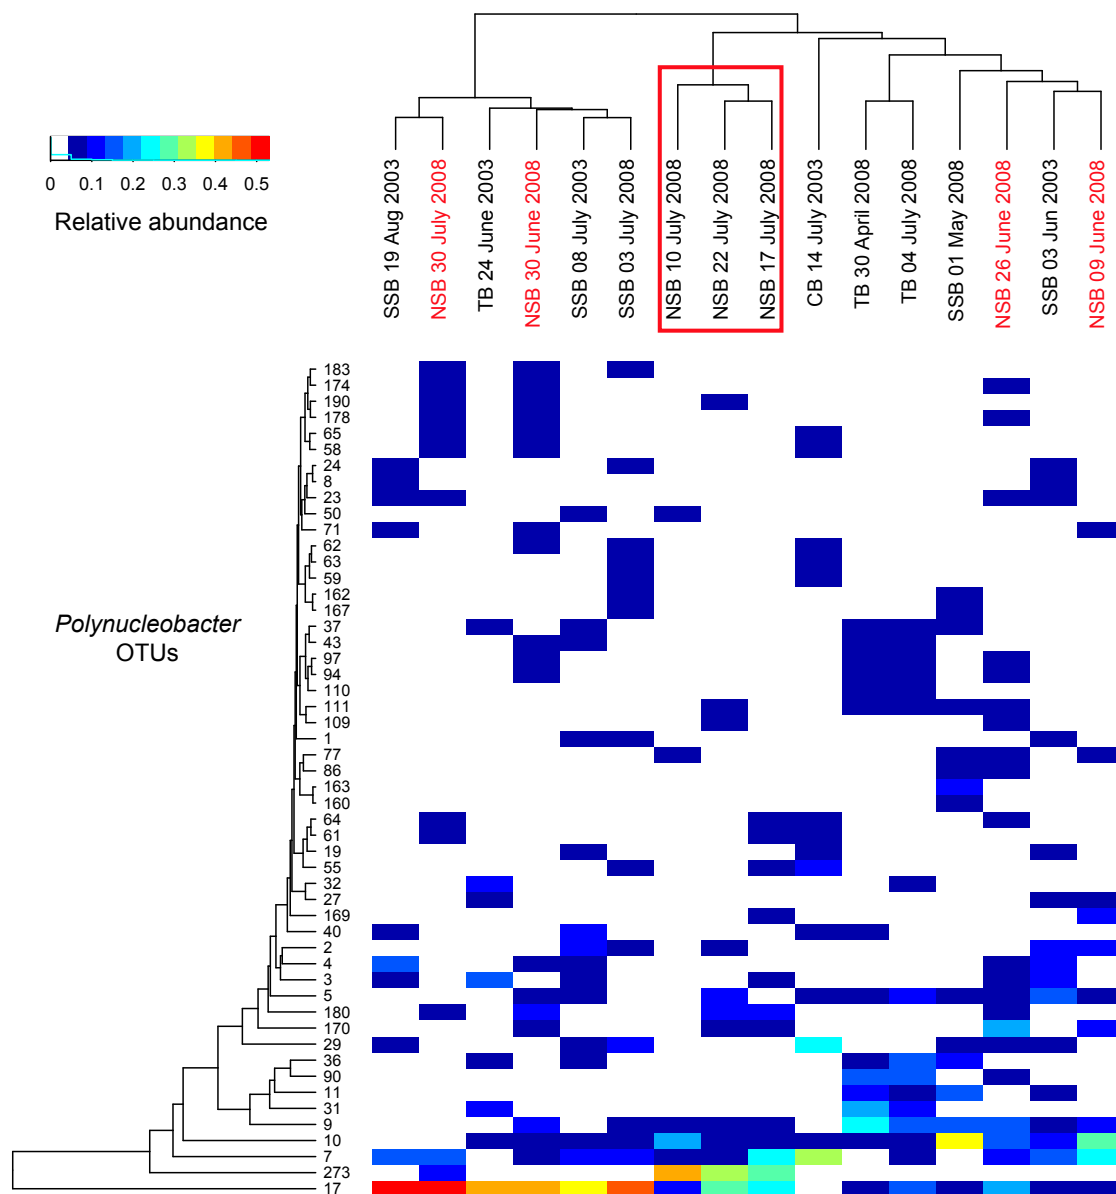 0 0.1 0.2 0.3 0.4 0.5
Relative abundance
SSB 19 Aug 2003
NSB 30 July 2008
TB 24 June 2003
NSB 30 June 2008
SSB 08 July 2003
SSB 03 July 2008
NSB 10 July 2008
NSB 22 July 2008
NSB 17 July 2008
CB 14 July 2003
TB 30 April 2008
TB 04 July 2008
SSB 01 May 2008
NSB 26 June 2008
SSB 03 Jun 2003
NSB 09 June 2008
Polynucleobacter
OTUs
183
174
190
178
65
58
24
8
23
50
71
62
63
59
162
167
37
43
97
94
110
111
109
1
77
86
163
160
64
61
19
55
32
27
169
40
2
4
3
5
180
170
29
36
90
11
31
9
10
7
273
17